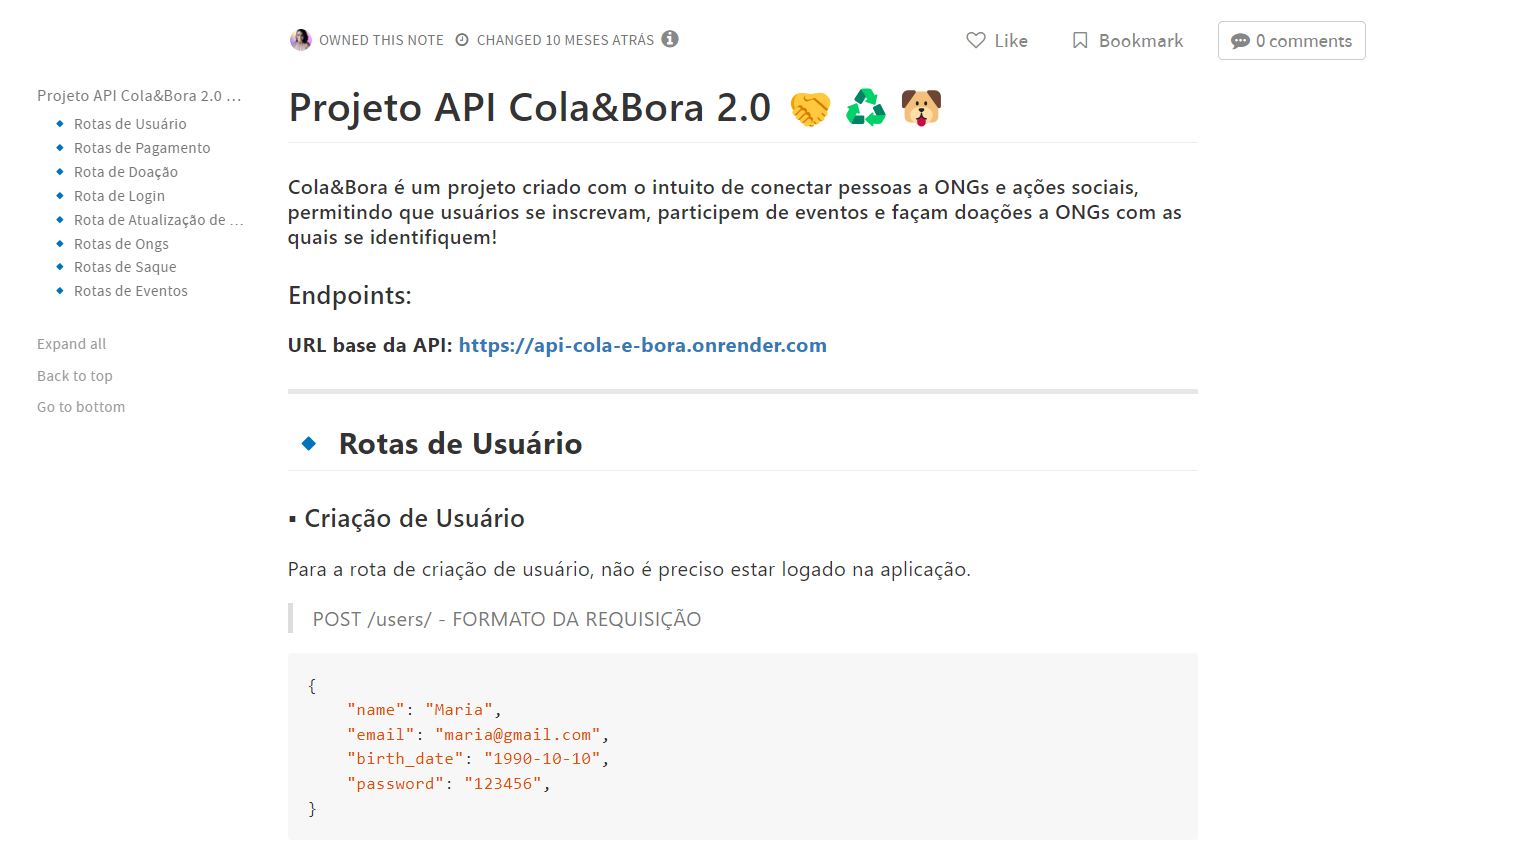 OWNED THIS NOTE CHANGED 10 MESES ATRÁS
Like
Bookmark
0 comments
Projeto API Cola&Bora 2.0 ...
Rotas de Usuário
Rotas de Pagamento
Rota de Doação
Rota de Login
Rota de Atualização de ...
Rotas de Ongs
Rotas de Saque
Rotas de Eventos
Expand all
Back to top
Go to bottom
Projeto API Cola&Bora 2.0
Cola&Bora é um projeto criado com o intuito de conectar pessoas a ONGs e ações sociais,
permitindo que usuários se inscrevam, participem de eventos e façam doações a ONGs com as
quais se identifiquem!
Endpoints:
URL base da API: https://api-cola-e-bora.onrender.com
Rotas de Usuário
▪ Criação de Usuário
Para a rota de criação de usuário, não é preciso estar logado na aplicação.
POST /users/ - FORMATO DA REQUISIÇÃO
{
"name": "Maria",
"email": "maria@gmail.com",
"birth_date": "1990-10-10",
"password": "123456",
}